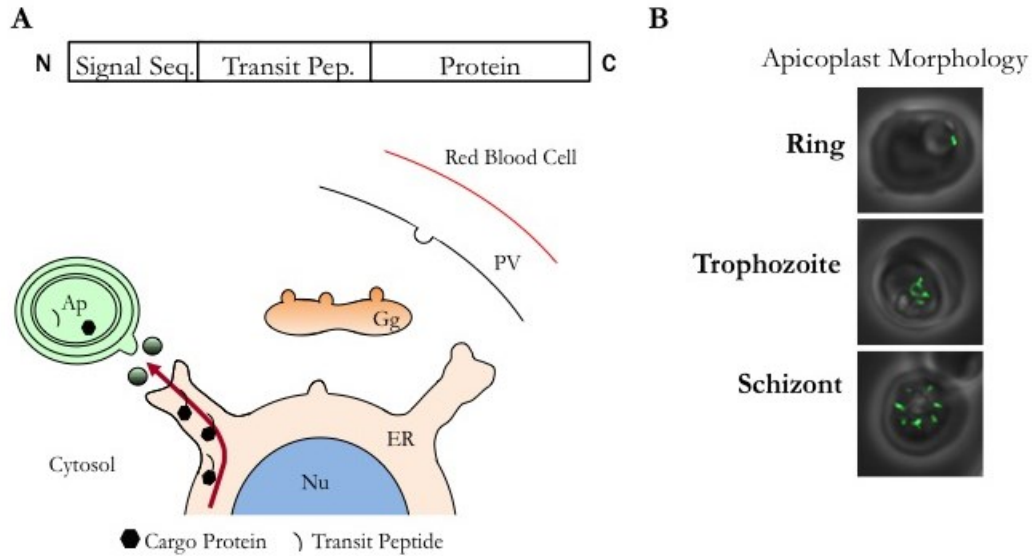 A
N Signal Seq. Transit Pep. Protein C
Red Blood Cell
PV
Ap
Gg
ER
Cytosol
Nu
Cargo Protein Transit Peptide
B
Apicoplast Morphology
Ring
Trophozoite
Schizont